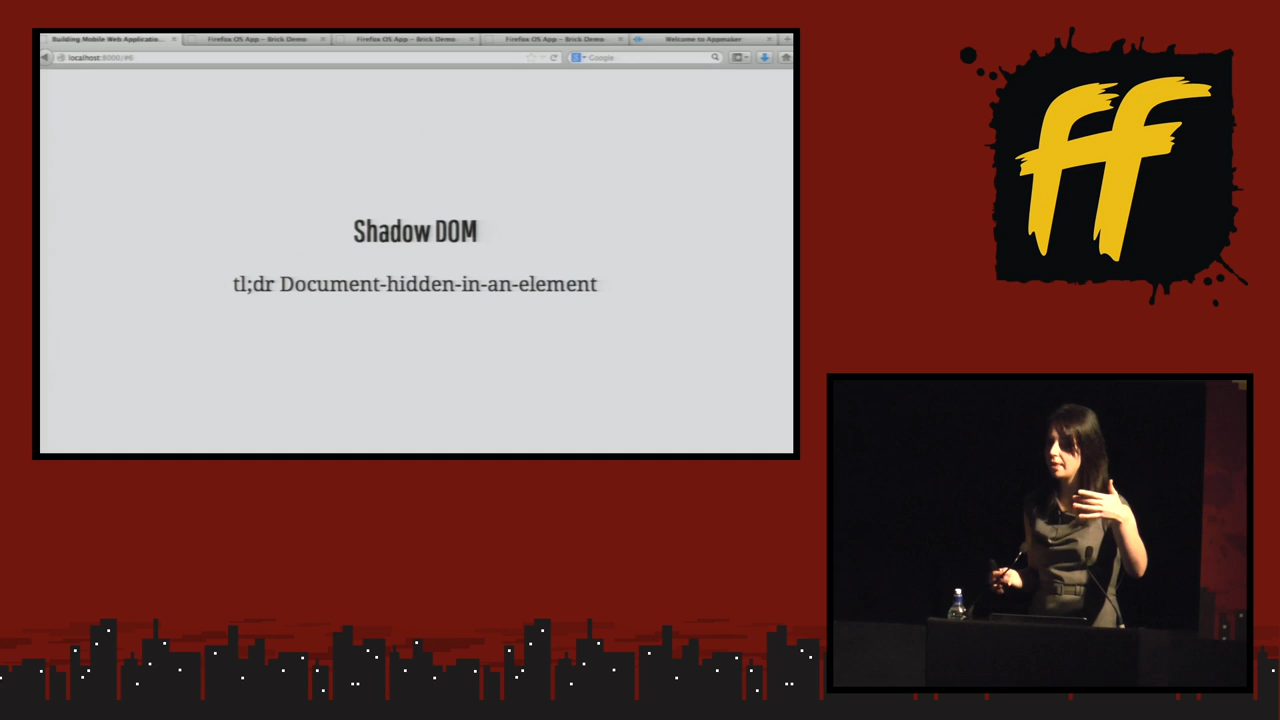 Building Mobile Web Applicatio...
Firefox OS App - Brick Demo
Firefox OS App - Brick Demo
Firefox OS App - Brick Demo
Welcome to Appmaker
localhost:8000/#6
Google
ff
Shadow DOM
tl;dr Document-hidden-in-an-element